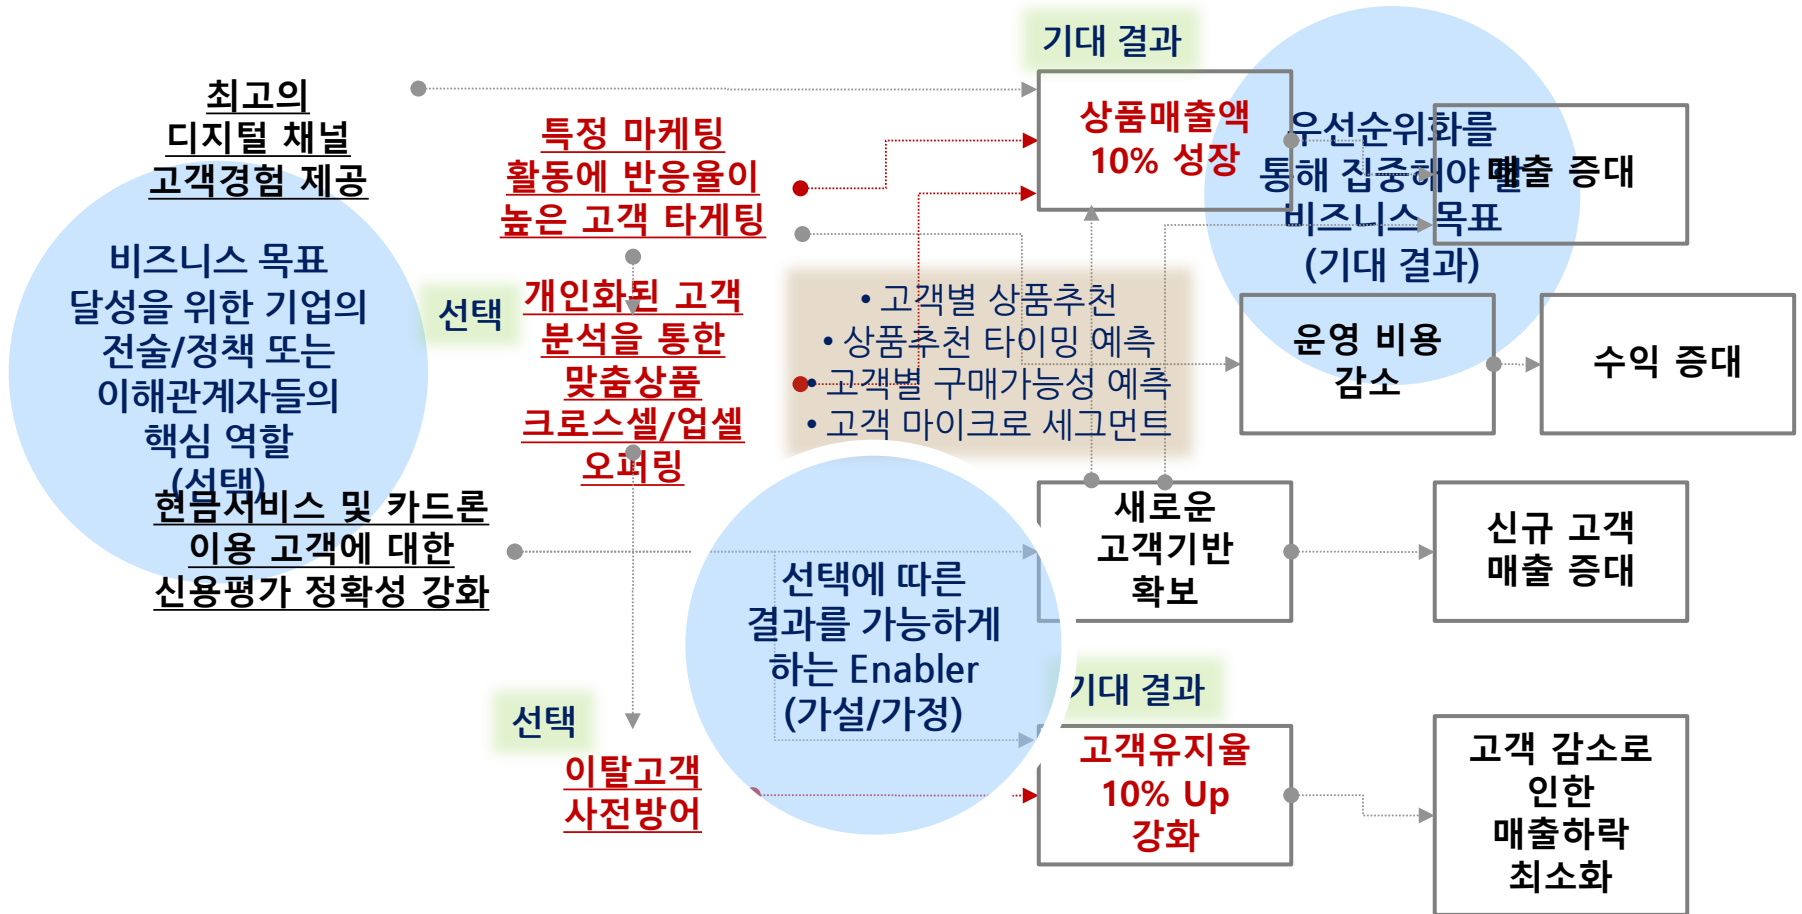 기대 결과
최고의
디지털 채널
고객경험 제공
특정 마케팅
활동에 반응율이
높은 고객 타게팅
상품매출액
10% 성장
우선순위화를
통해 집중해야 할
비즈니스 목표
(기대 결과)
매출 증대
비즈니스 목표
달성을 위한 기업의
전술/정책 또는
이해관계자들의
핵심 역할
(선택)
선택
개인화된 고객
분석을 통한
맞춤상품
크로스셀/업셀
오퍼링
• 고객별 상품추천
• 상품추천 타이밍 예측
• 고객별 구매가능성 예측
• 고객 마이크로 세그먼트
운영 비용
감소
수익 증대
현금서비스 및 카드론
이용 고객에 대한
신용평가 정확성 강화
선택에 따른
결과를 가능하게
하는 Enabler
(가설/가정)
새로운
고객기반
확보
신규 고객
매출 증대
선택
이탈고객
사전방어
기대 결과
고객유지율
10% Up
강화
고객 감소로
인한
매출하락
최소화